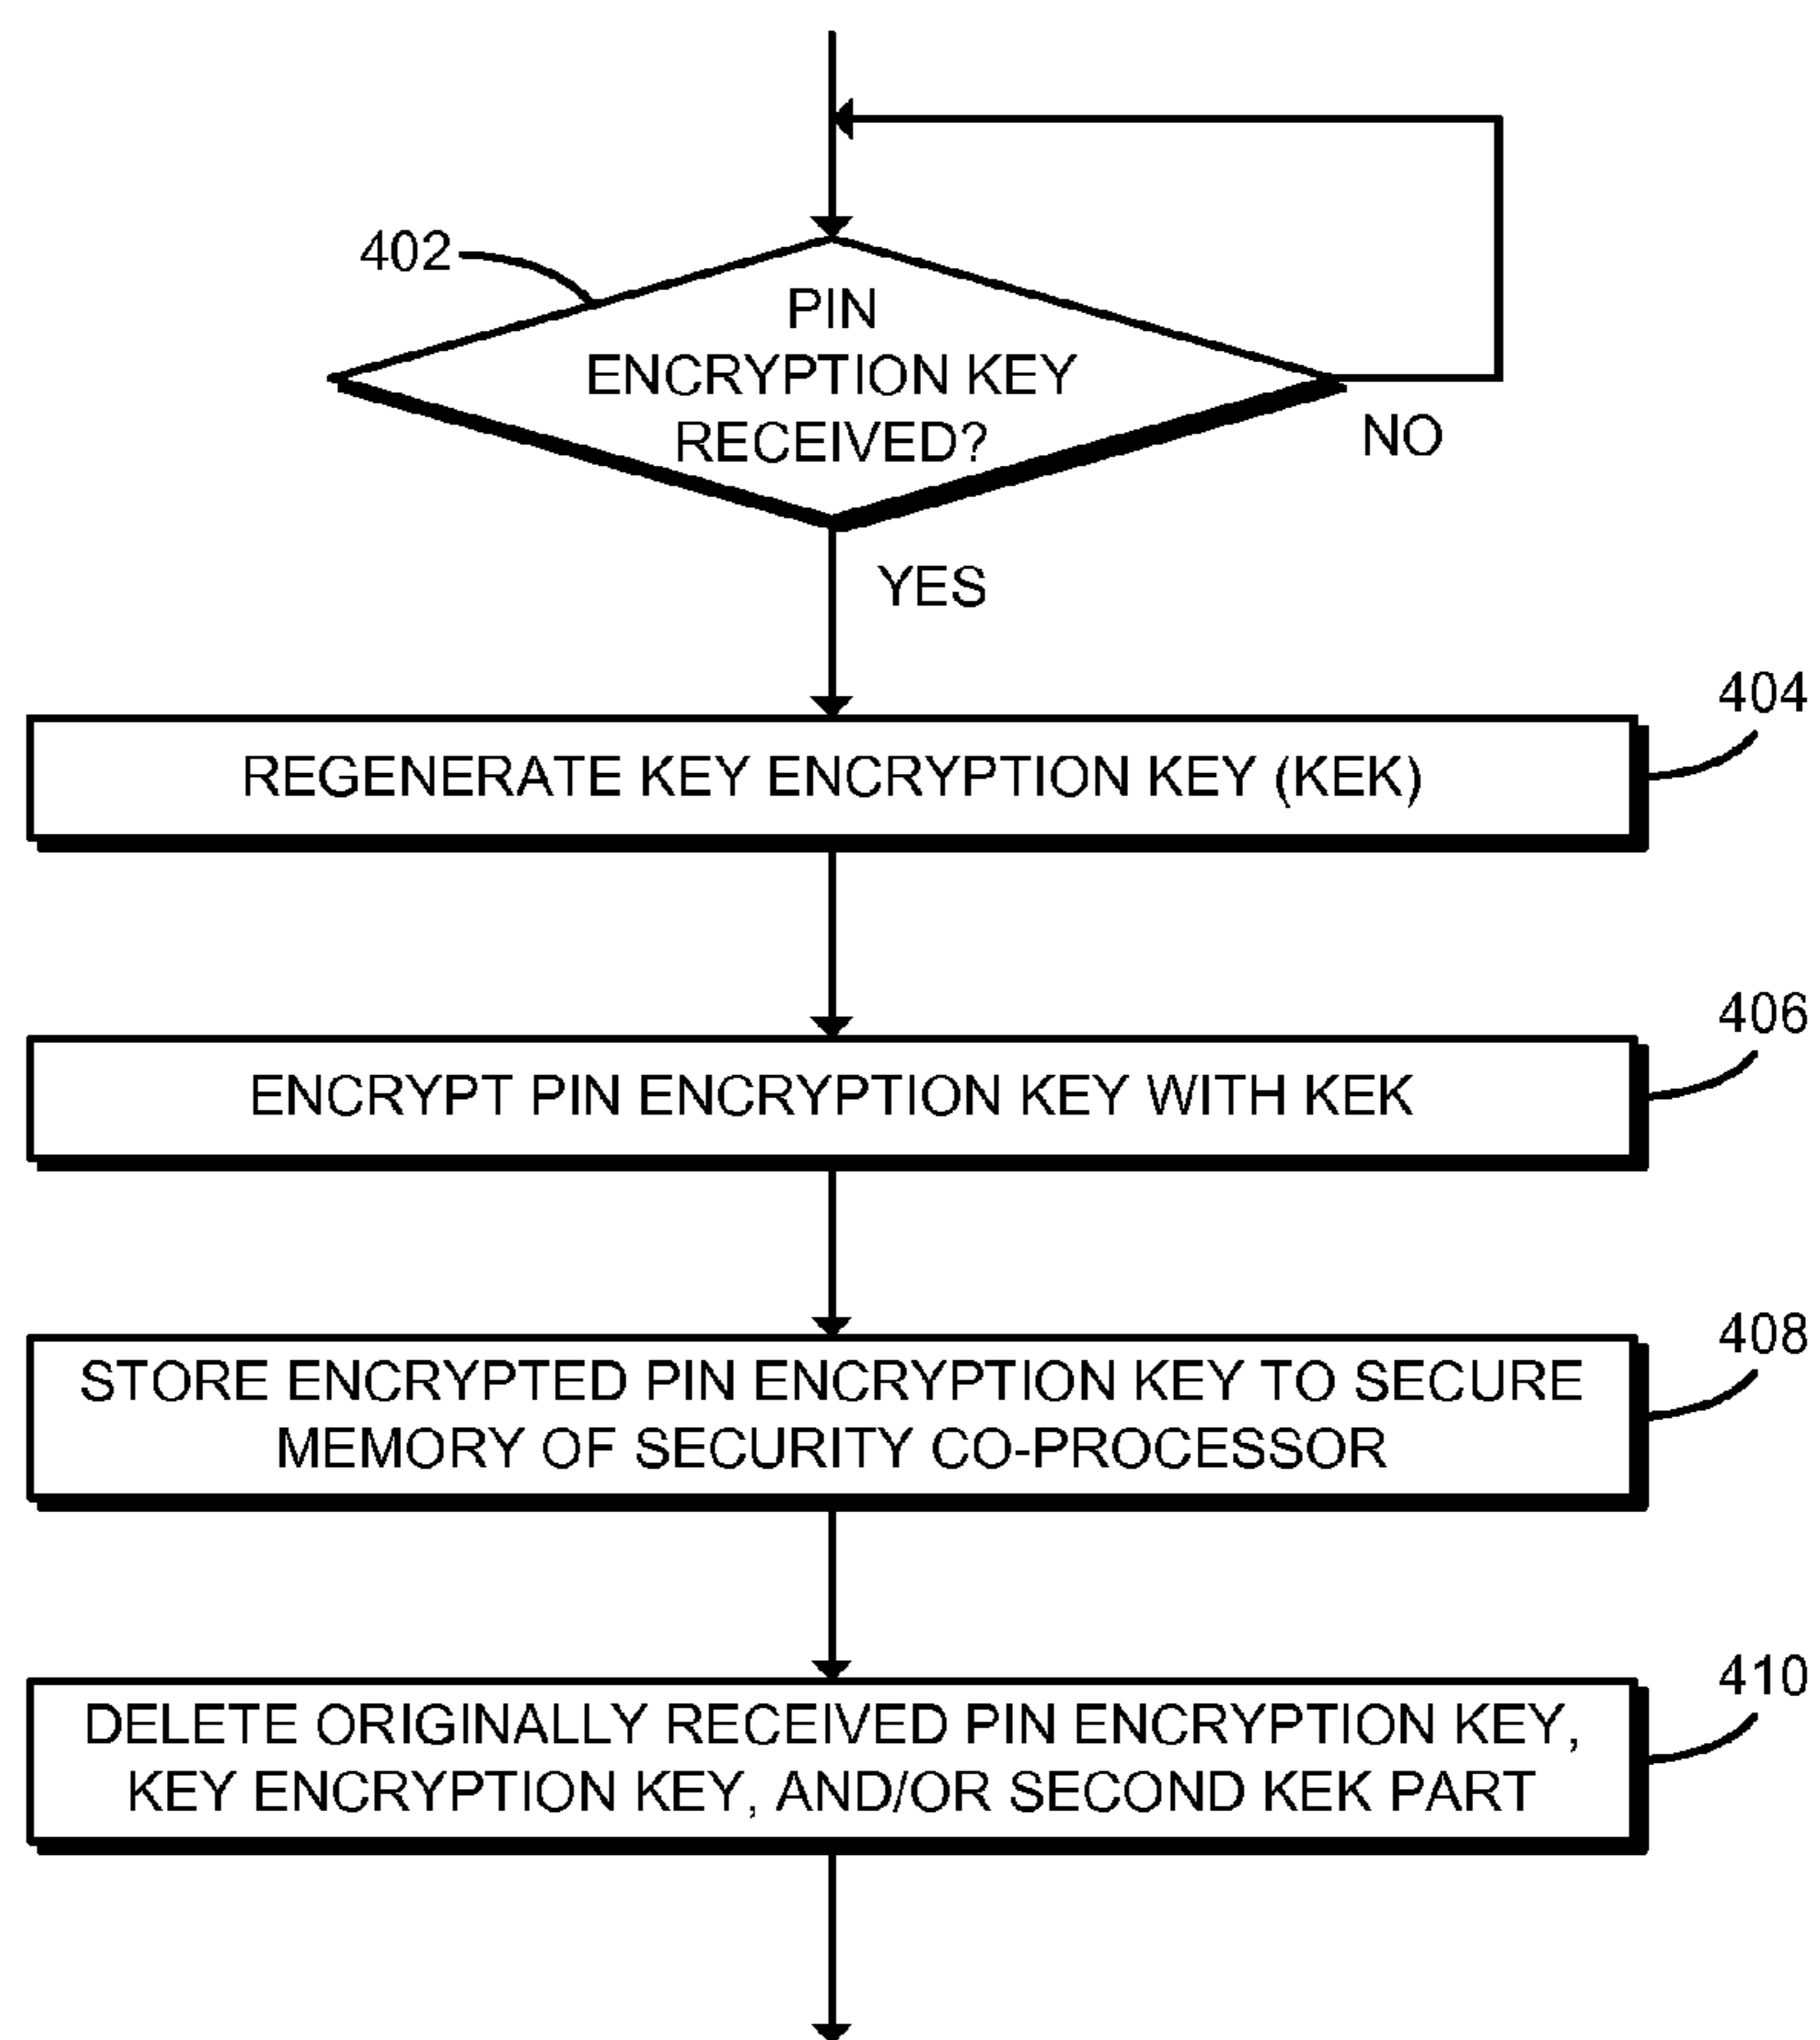 402
PIN
ENCRYPTION KEY
RECEIVED?
NO
YES
404
REGENERATE KEY ENCRYPTION KEY (KEK)
406
ENCRYPT PIN ENCRYPTION KEY WITH KEK
408
STORE ENCRYPTED PIN ENCRYPTION KEY TO SECURE
MEMORY OF SECURITY CO-PROCESSOR
410
DELETE ORIGINALLY RECEIVED PIN ENCRYPTION KEY,
KEY ENCRYPTION KEY, AND/OR SECOND KEK PART